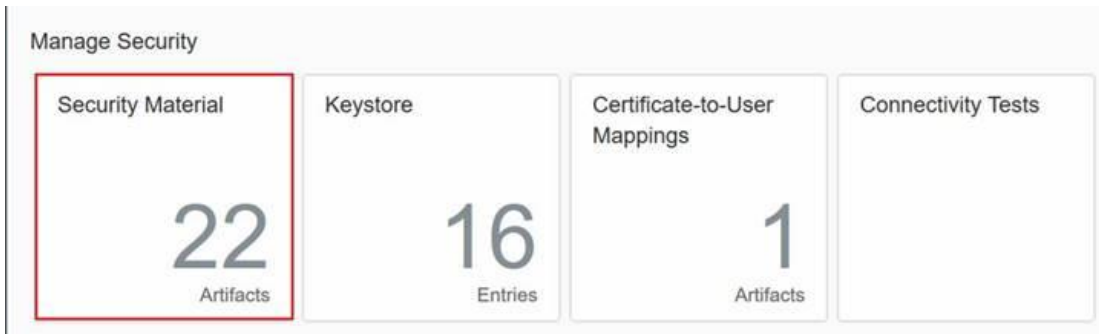 Manage Security
Security Material
22
Artifacts
Keystore
16
Entries
Certificate-to-User
Mappings
1
Artifacts
Connectivity Tests